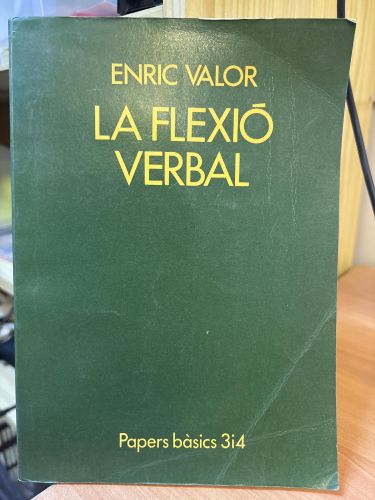 ENRIC VALOR
LA FLEXIÓ
VERBAL
Papers bàsics 3i4